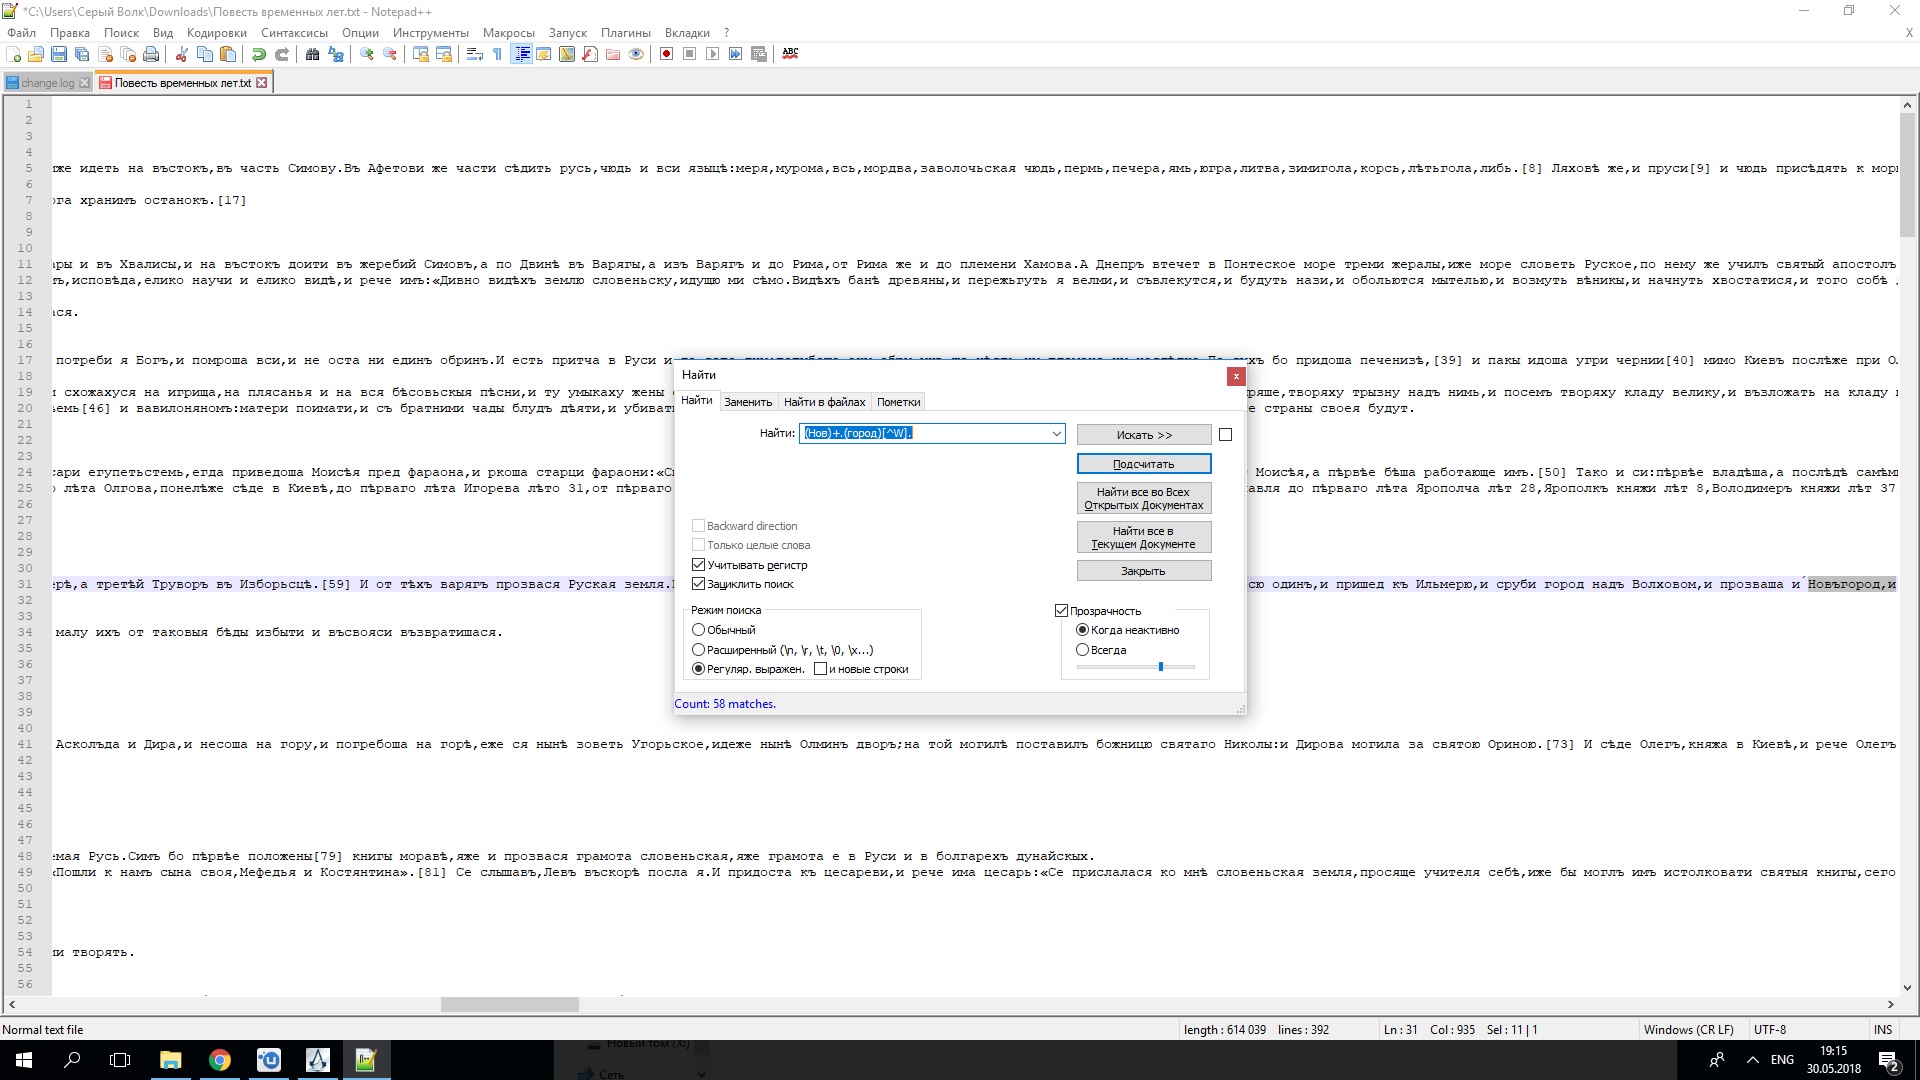 *C:\Users\Серый Волк\Downloads\Повесть временных лет.txt - Notepad++
Файл Правка Поиск Вид Кодировки Синтаксисы Опции Инструменты Макросы Запуск Плагины Вкладки ? X
change.log Повесть временных лет.txt
1
2
3
4
5 же идеть на въстокъ,въ часть Симову.Въ Афетови же части сѣдить русь,чюдь и вси языцѣ:меря,мурома,всь,мордва,заволочьская чюдь,пермь,печера,ямь,югра,литва,зимигола,корсь,лѣтьгола,либь.[8] Ляховѣ же,и пруси[9] и чюдь присѣдять к мор
6
7 ога хранимъ останокъ.[17]
8
9
10
11 ры и въ Хвалисы,и на въстокъ доити въ жеребий Симовъ,а по Двинѣ въ Варягы,а изъ Варягъ и до Рима,от Рима же и до племени Хамова.А Днепръ втечет в Понтеское море треми жералы,иже море словеть Руское,по нему же училъ святый апостолъ
12 ть,исповѣда,елико научи и елико видѣ,и рече имъ:«Дивно видѣхъ землю словеньску,идущю ми сѣмо.Видѣхъ банѣ древяны,и пережьгуть я велми,и съвлекутся,и будуть нази,и обольются мытелью,и возмуть вѣникы,и начнуть хвостатися,и того собѣ
13
14 ся.
15
16
17 потреби я Богъ,и помроша вси,и не оста ни единъ обринъ.И есть притча в Руси и ихъ бо придоша печенизѣ,[39] и пакы идоша угри чернии[40] мимо Киевъ послѣже при О
18
19 и схожахуся на игрища,на плясанья и на вся бѣсовьскыя пѣсни,и ту умыкаху жены ряше,творяху трызну надъ нимь,и посемъ творяху кладу велику,и възложать на кладу
20 емь[46] и вавилоняномъ:матери поимати,и съ братними чады блудъ дѣяти,и убиват е страны своея будут.
21
22
23
24 сари егупетьстемь,егда приведоша Моисѣя пред фараона,и ркоша старци фараони:«С Моисѣя,а пѣрвѣе бѣша работающе имъ.[50] Тако и си:пѣрвѣе владѣша,а послѣдѣ самѣм
25 лѣта Олгова,понелѣже сѣде в Киевѣ,до пѣрваго лѣта Игорева лѣто 31,от пѣрваго авля до пѣрваго лѣта Ярополча лѣт 28,Ярополкъ княжи лѣт 8,Володимеръ княжи лѣт 37
26
27
28
29
30
31 ерѣ,а третѣй Труворъ въ Изборьсцѣ.[59] И от тѣхъ варягъ прозвася Руская земля. сю одинъ,и пришед къ Ильмерю,и сруби город надъ Волховом,и прозваша и Новъгород,и
32
33
34 малу ихъ от таковыя бѣды избыти и въсвояси възвратишася.
35
36
37
38
39
40
41 Асколъда и Дира,и несоша на гору,и погребоша на горѣ,еже ся нынѣ зоветь Угорьское,идеже нынѣ Олминъ дворъ;на той могилѣ поставилъ божницю святаго Николы:и Дирова могила за святою Ориною.[73] И сѣде Олегъ,княжа в Киевѣ,и рече Олегъ
42
43
44
45
46
47
48 емая Русь.Симъ бо пѣрвѣе положены[79] книгы моравѣ,яже и прозвася грамота словеньская,яже грамота е в Руси и в болгарехъ дунайскых.
49 «Пошли к намъ сына своя,Мефедья и Костянтина».[81] Се слышавъ,Левъ въскорѣ посла я.И придоста къ цесареви,и рече има цесарь:«Се прислалася ко мнѣ словеньская земля,просяще учителя себѣ,иже бы моглъ имъ истолковати святыя книгы,сего
50
51
52
53
54 ии творять.
55
56
Найти
Найти Заменить Найти в файлах Пометки
Найти: (Нов)+.(город)[^W]. Искать >>
Подсчитать
Найти все во Всех
Открытых Документах
Backward direction
Найти все в
Текущем Документе
Только целые слова
Учитывать регистр
Закрыть
Зациклить поиск
Режим поиска
Прозрачность
Обычный
Когда неактивно
Расширенный (\n, \r, \t, \0, \x...)
Всегда
Регуляр. выражен. и новые строки
Count: 58 matches.
Normal text file length : 614 039 lines : 392 Ln : 31 Col : 935 Sel : 11 | 1 Windows (CR LF) UTF-8 INS
Новый том (X:)
Сеть
ENG
19:15
30.05.2018
2